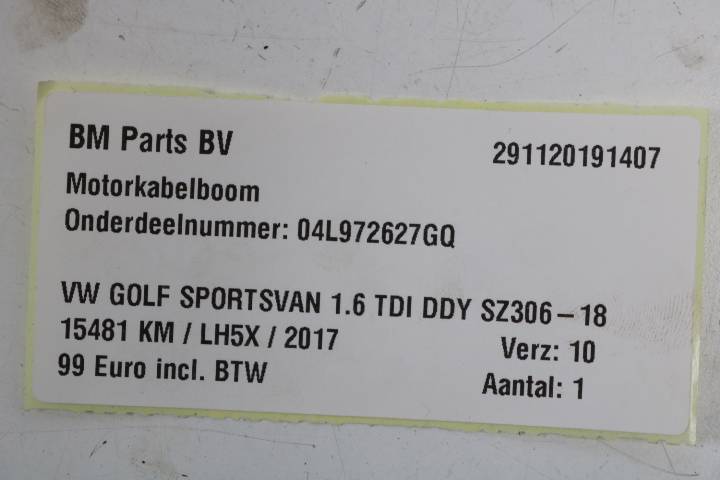 BM Parts BV 291120191407
Motorkabelboom
Onderdeelnummer: 04L972627GQ
VW GOLF SPORTSVAN 1.6 TDI DDY SZ306-18
15481 KM / LH5X / 2017 Verz: 10
99 Euro incl. BTW Aantal: 1